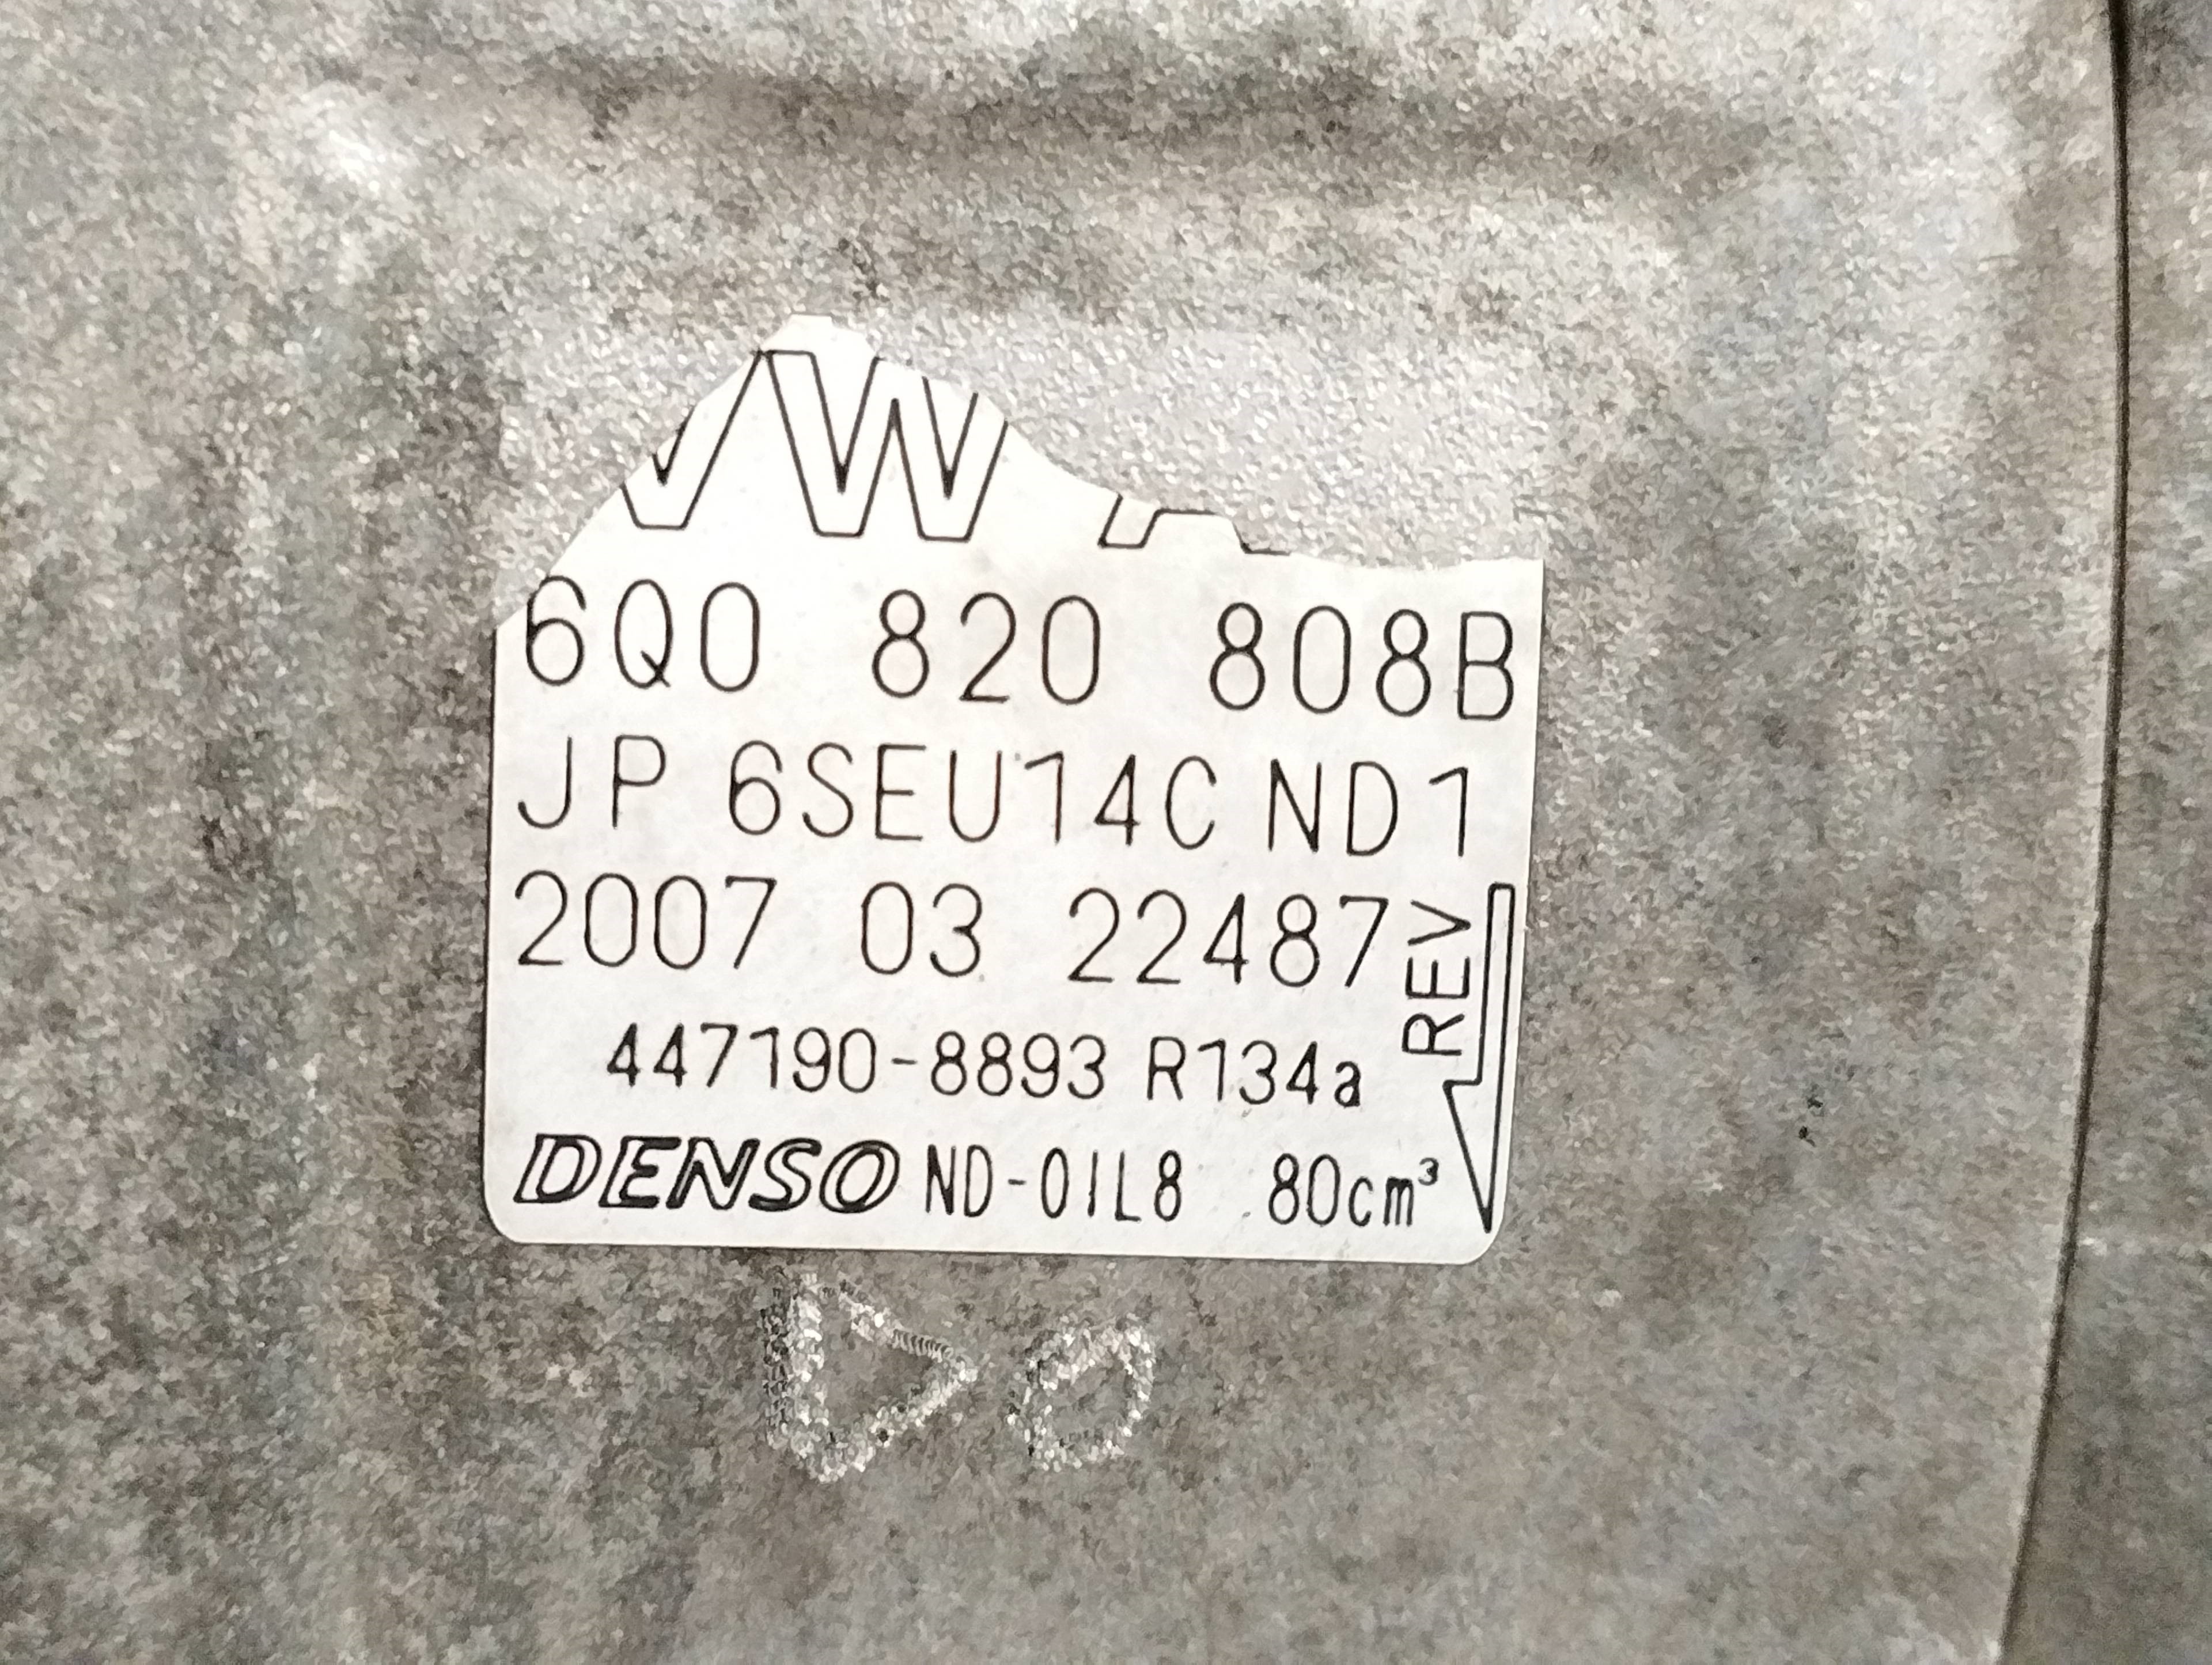 VW
6Q0 820 808B
JP 6SEU14C ND1
2007 03 22487
REV
447190-8893 R134a
DENSO ND-OIL8 80cm³